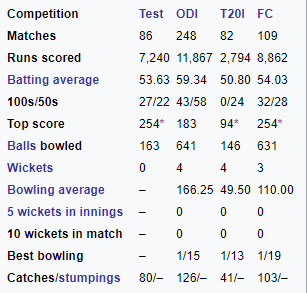 Competition Test ODI T20I FC
Matches 86 248 82 109
Runs scored 7,240 11,867 2,794 8,862
Batting average 53.63 59.34 50.80 54.03
100s/50s 27/22 43/58 0/24 32/28
Top score 254* 183 94* 254*
Balls bowled 163 641 146 631
Wickets 0 4 4 3
Bowling average – 166.25 49.50 110.00
5 wickets in innings – 0 0 0
10 wickets in match – 0 0 0
Best bowling – 1/15 1/13 1/19
Catches/stumpings 80/– 126/– 41/– 103/–